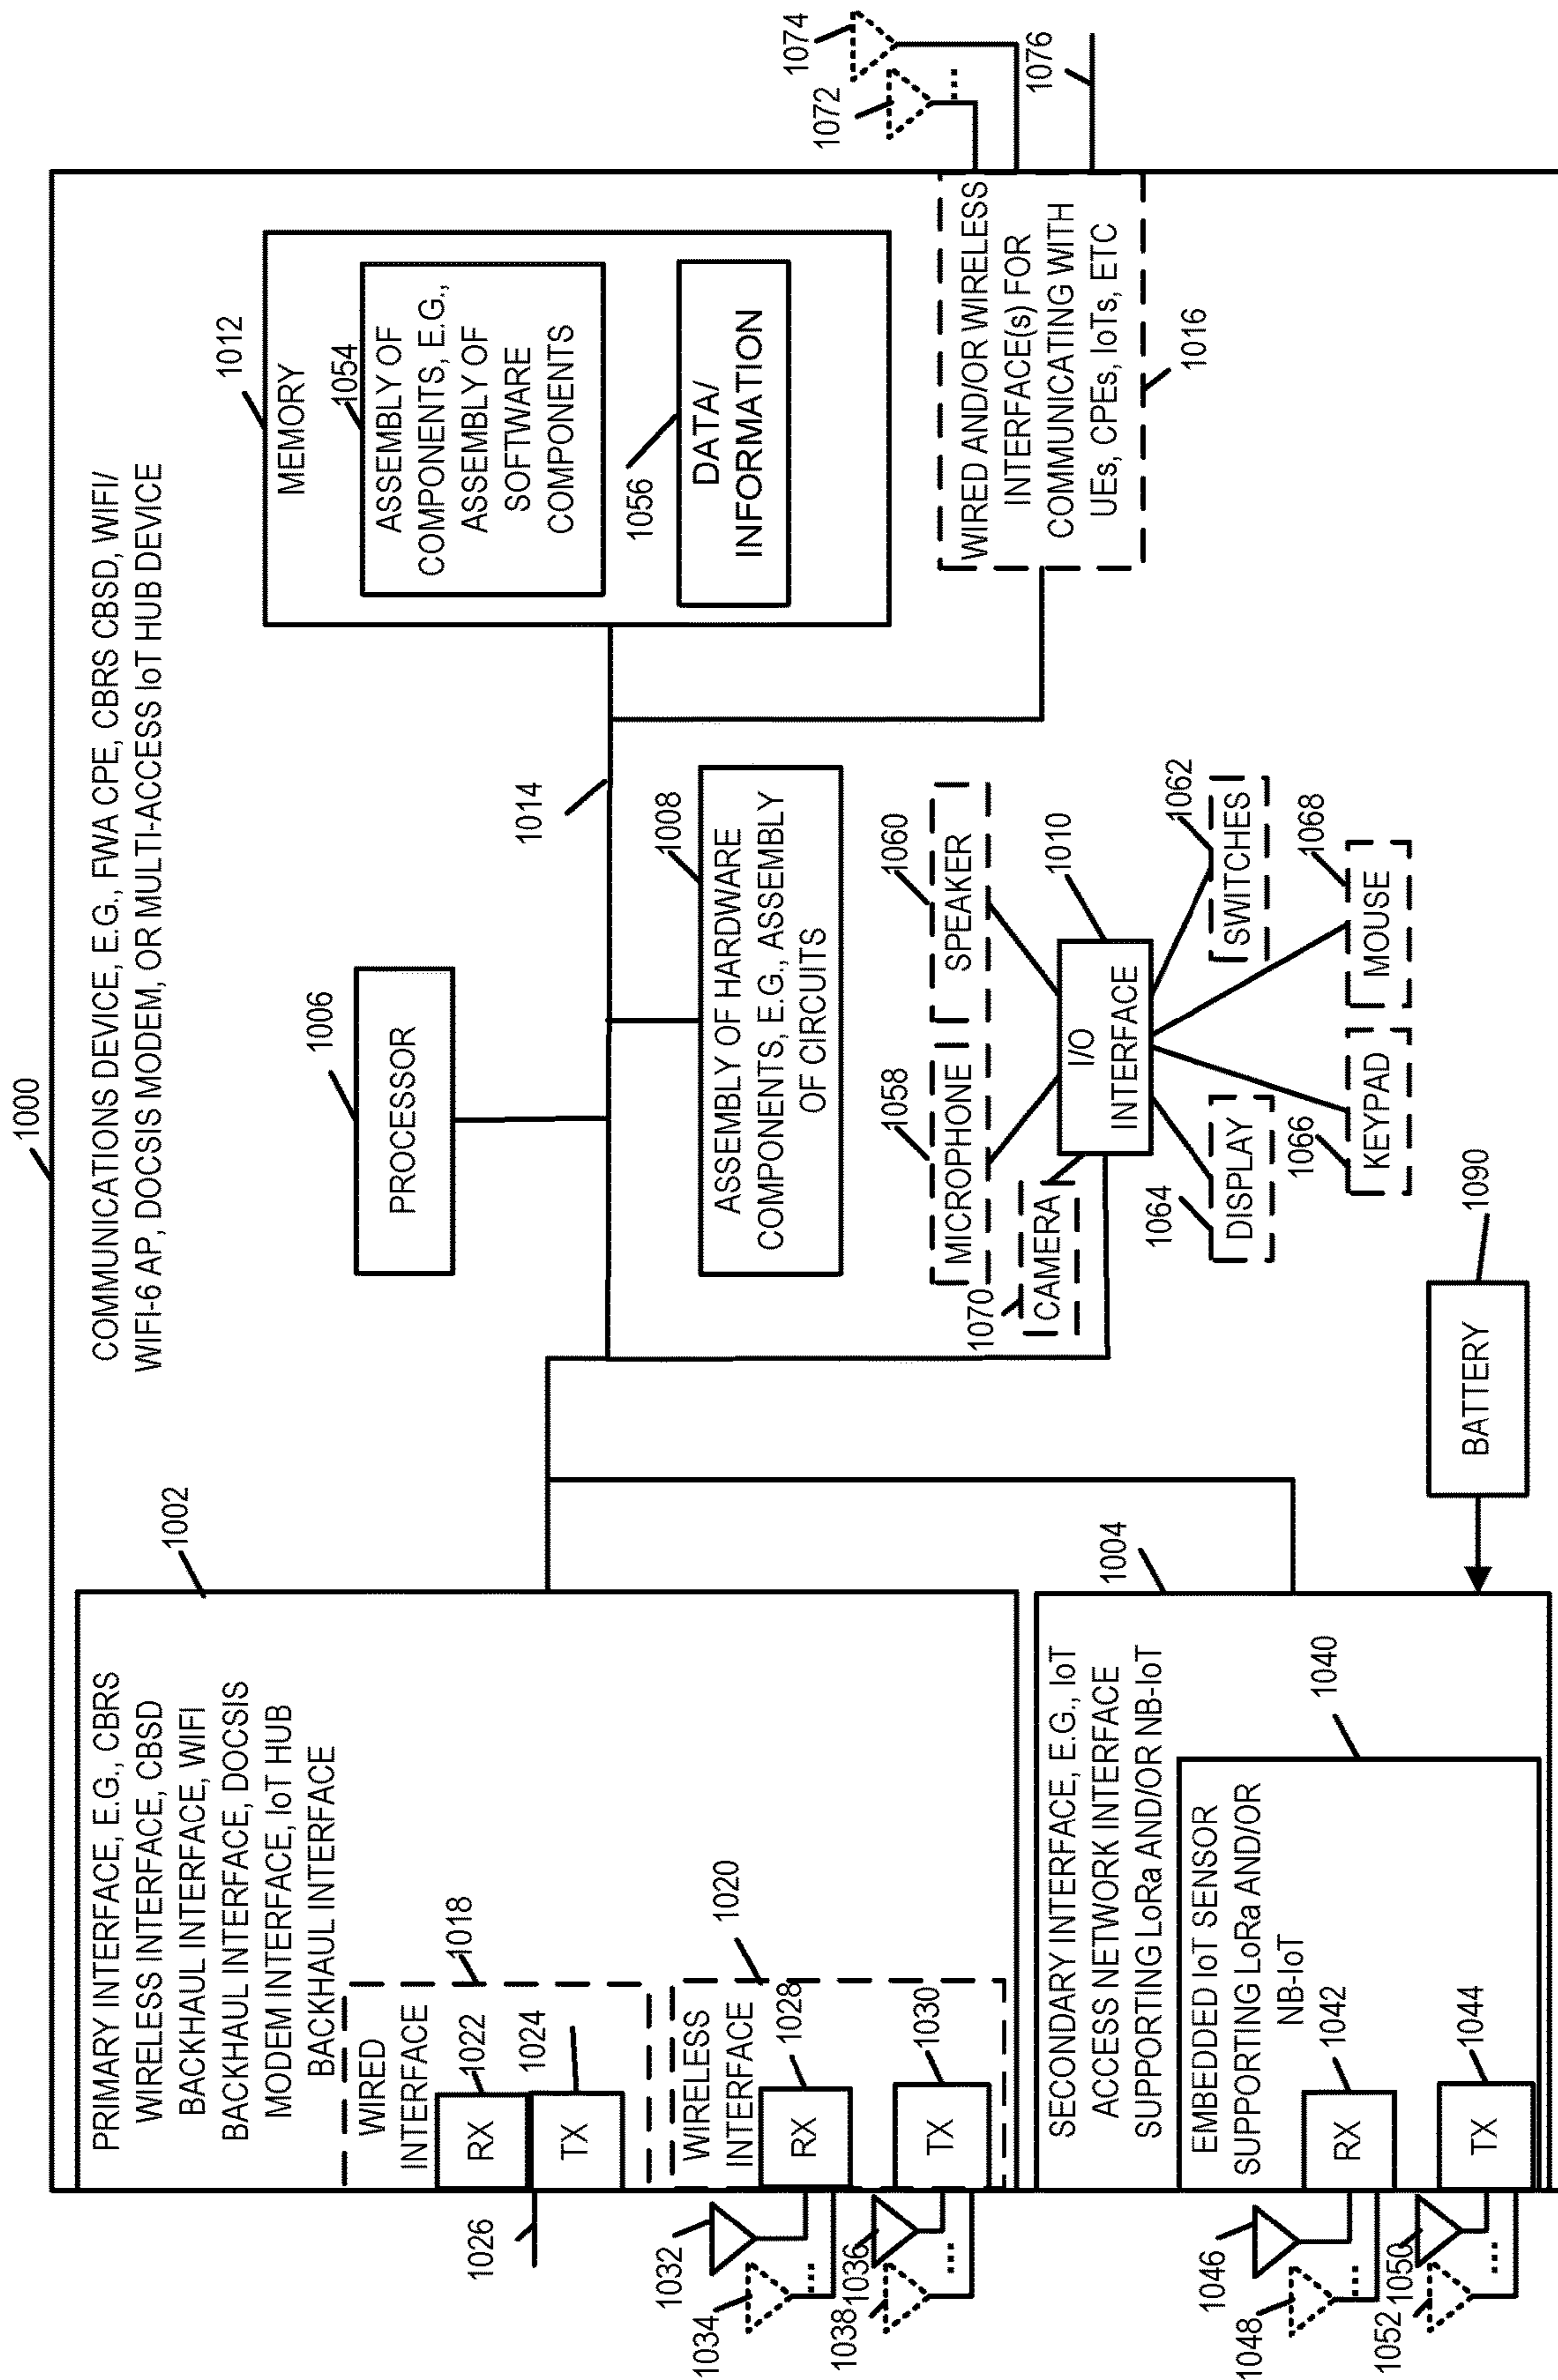 1000
COMMUNICATIONS DEVICE, E.G., FWA CPE, CBRS CBSD, WIFI/
WIFI-6 AP, DOCSIS MODEM, OR MULTI-ACCESS IoT HUB DEVICE
1002
PRIMARY INTERFACE, E.G., CBRS
WIRELESS INTERFACE, CBSD
BACKHAUL INTERFACE, WIFI
BACKHAUL INTERFACE, DOCSIS
MODEM INTERFACE, IoT HUB
BACKHAUL INTERFACE
WIRED
INTERFACE
1018
RX
1022
TX
1024
1026
WIRELESS
INTERFACE
1020
RX
1028
TX
1030
1032
1034
...
1036
1038
...
1004
SECONDARY INTERFACE, E.G., IoT
ACCESS NETWORK INTERFACE
SUPPORTING LoRa AND/OR NB-IoT
1040
EMBEDDED IoT SENSOR
SUPPORTING LoRa AND/OR
NB-IoT
RX
1042
TX
1044
1046
1048
...
1050
1052
...
1006
PROCESSOR
1014
1008
ASSEMBLY OF HARDWARE
COMPONENTS, E.G., ASSEMBLY
OF CIRCUITS
1058
MICROPHONE
1060
SPEAKER
1070
CAMERA
I/O
INTERFACE
1010
1064
DISPLAY
1062
SWITCHES
1066
KEYPAD
1068
MOUSE
BATTERY
1090
1012
MEMORY
1054
ASSEMBLY OF
COMPONENTS, E.G.,
ASSEMBLY OF
SOFTWARE
COMPONENTS
1056
DATA/
INFORMATION
WIRED AND/OR WIRELESS
INTERFACE(s) FOR
COMMUNICATING WITH
UEs, CPEs, IoTs, ETC
1016
1072
1074
...
1076